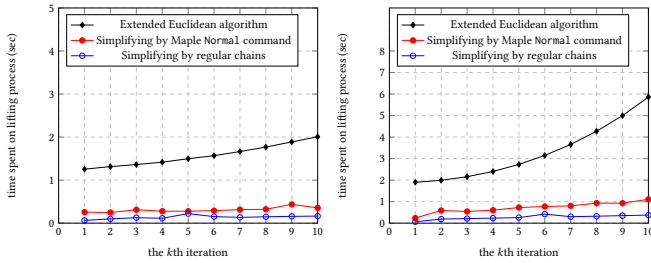 time spent on lifting process (sec)
5
4
3
2
1
0
Extended Euclidean algorithm
Simplifying by Maple Normal command
Simplifying by regular chains
0 1 2 3 4 5 6 7 8 9 10
the kth iteration
time spent on lifting process (sec)
8
7
6
5
4
3
2
1
0
Extended Euclidean algorithm
Simplifying by Maple Normal command
Simplifying by regular chains
0 1 2 3 4 5 6 7 8 9 10
the kth iteration